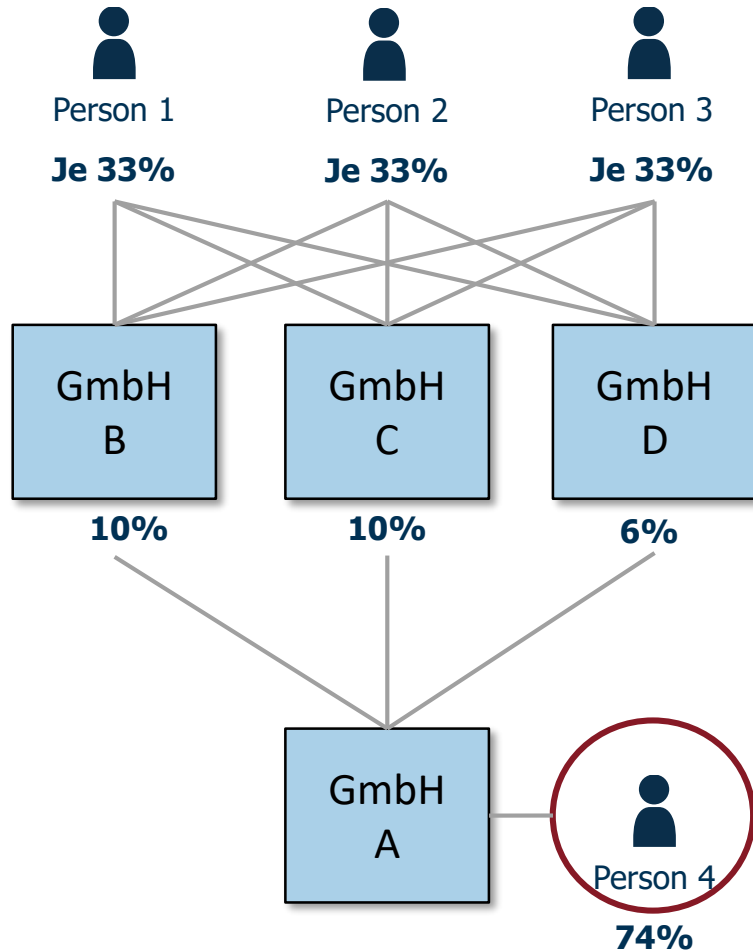 Person 1
Person 2
Person 3
Je 33%
Je 33%
Je 33%
GmbH
B
GmbH
C
GmbH
D
10%
10%
6%
GmbH
A
Person 4
74%